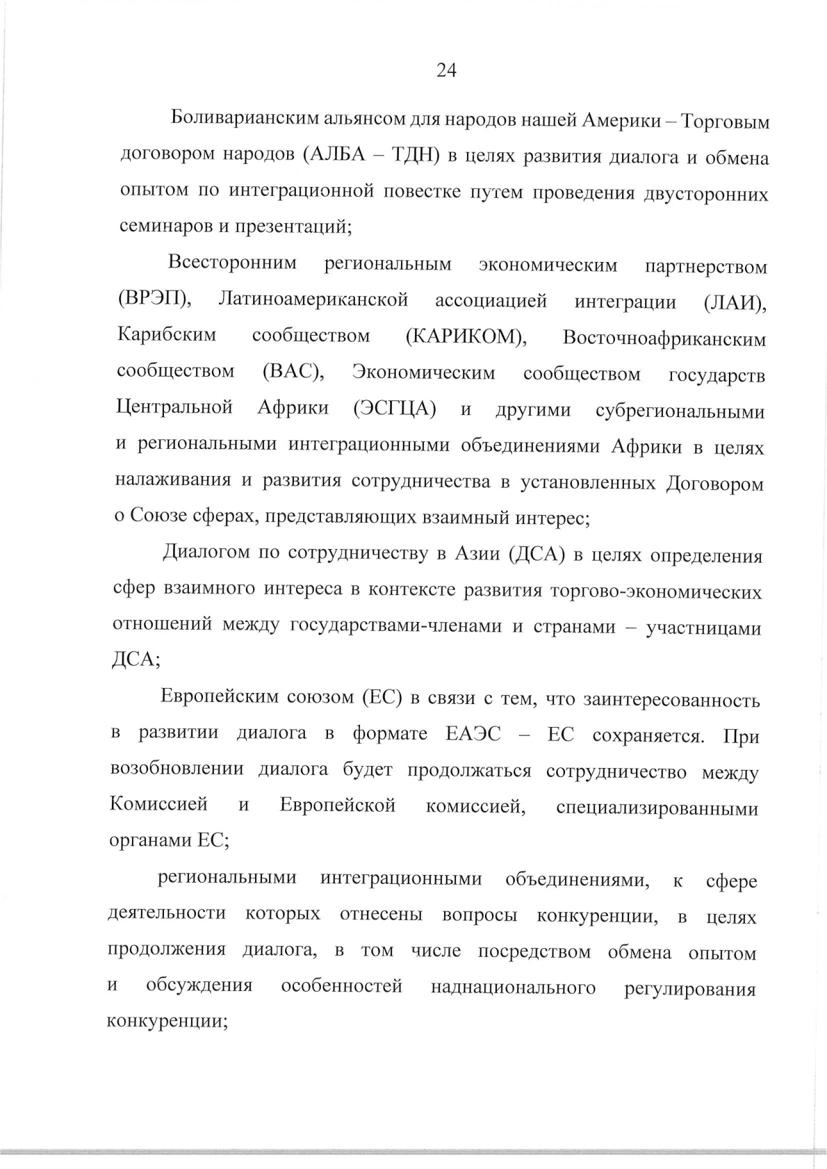 24
Боливарианским альянсом для народов нашей Америки – Торговым
договором народов (АЛБА – ТДН) в целях развития диалога и обмена
опытом по интеграционной повестке путем проведения двусторонних
семинаров и презентаций;
Всесторонним региональным экономическим партнерством
(ВРЭП), Латиноамериканской ассоциацией интеграции (ЛАИ),
Карибским сообществом (КАРИКОМ), Восточноафриканским
сообществом (ВАС), Экономическим сообществом государств
Центральной Африки (ЭСГЦА) и другими субрегиональными
и региональными интеграционными объединениями Африки в целях
налаживания и развития сотрудничества в установленных Договором
о Союзе сферах, представляющих взаимный интерес;
Диалогом по сотрудничеству в Азии (ДСА) в целях определения
сфер взаимного интереса в контексте развития торгово-экономических
отношений между государствами-членами и странами – участницами
ДСА;
Европейским союзом (ЕС) в связи с тем, что заинтересованность
в развитии диалога в формате ЕАЭС – ЕС сохраняется. При
возобновлении диалога будет продолжаться сотрудничество между
Комиссией и Европейской комиссией, специализированными
органами ЕС;
региональными интеграционными объединениями, к сфере
деятельности которых отнесены вопросы конкуренции, в целях
продолжения диалога, в том числе посредством обмена опытом
и обсуждения особенностей наднационального регулирования
конкуренции;